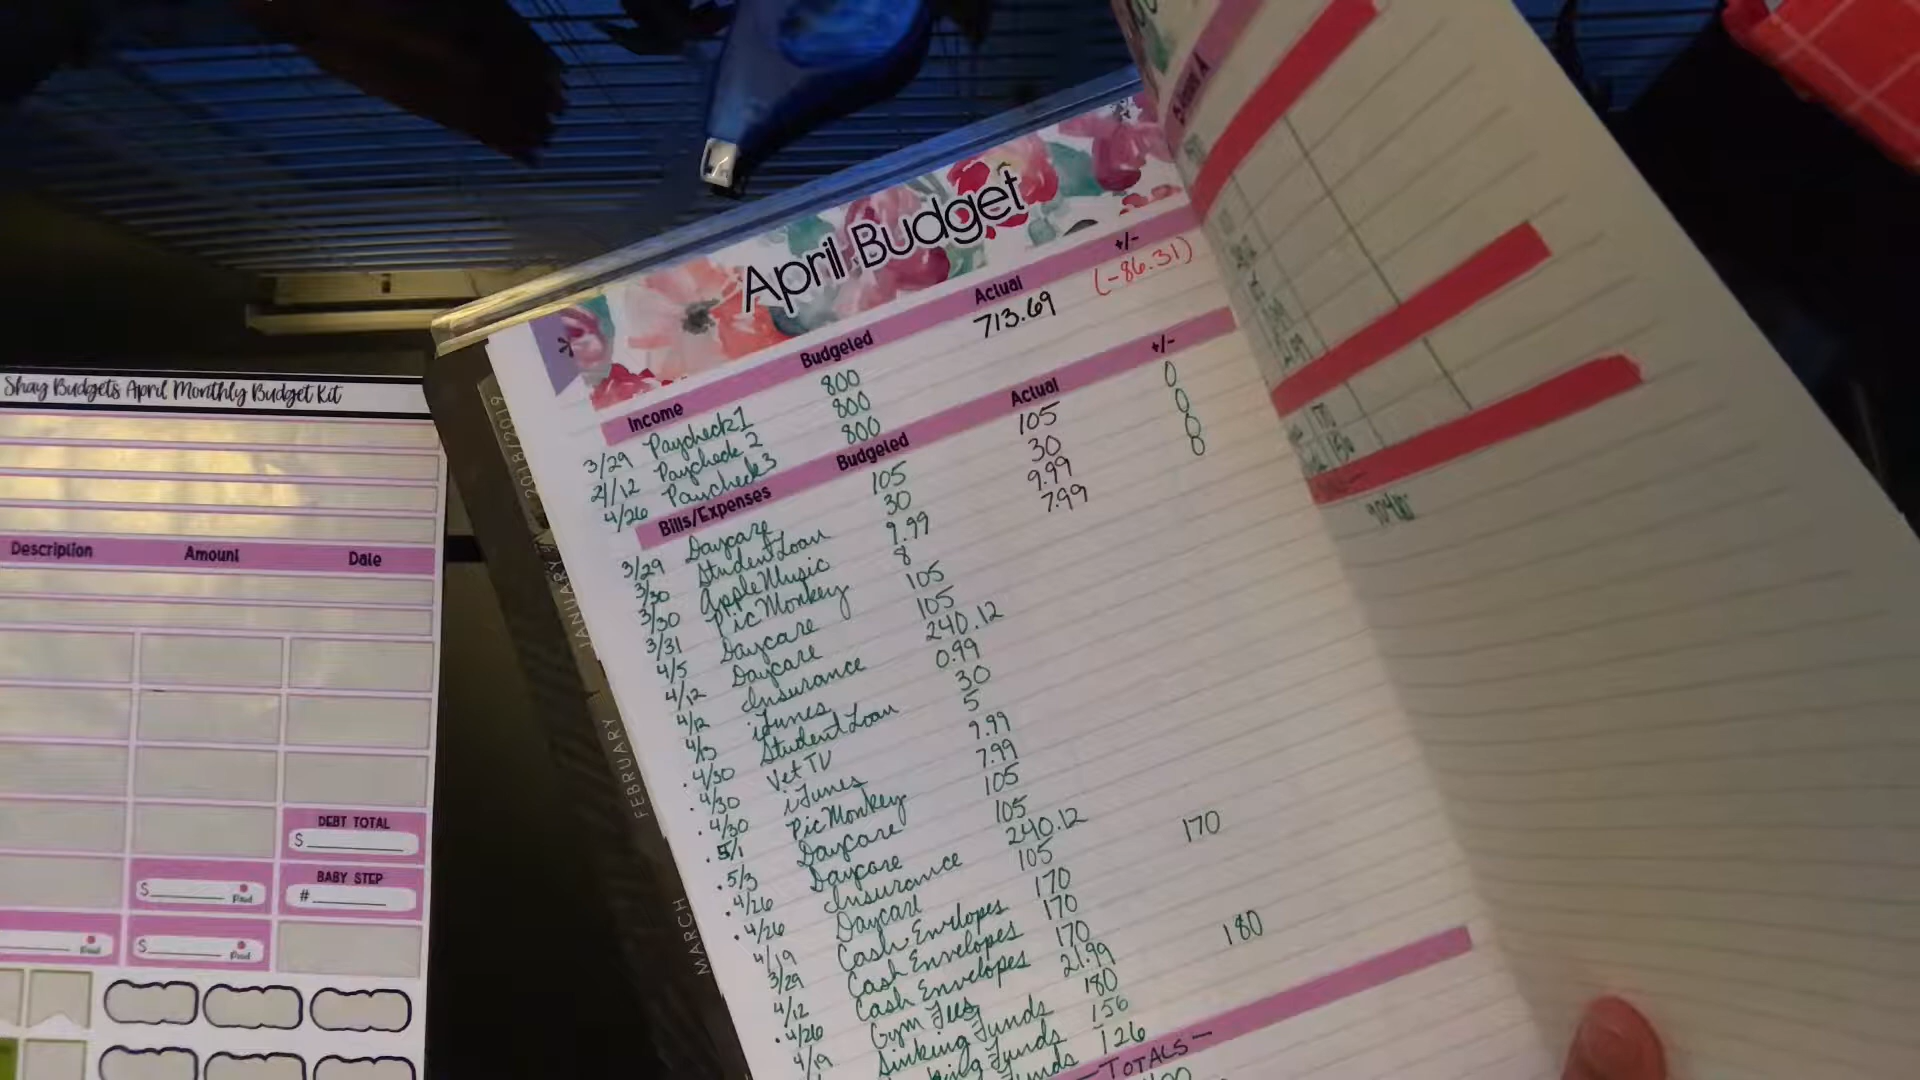 April Budget
Income Budgeted Actual +/-
3/29 Paycheck 1 800 713.69 (-86.31)
4/12 Paycheck 2 800
4/26 Paycheck 3 800
Bills/Expenses Budgeted Actual +/-
3/29 Daycare 105 105 0
3/30 Student Loan 30 30 0
3/30 Apple Music 9.99 9.99 0
3/31 Pic Monkey 8 7.99
4/5 Daycare 105
4/12 Daycare 105
4/12 Insurance 240.12
4/13 iTunes 0.99
4/30 Student Loan 30
4/30 Vet TV 5
4/30 iTunes 9.99
5/1 Pic Monkey 7.99
5/3 Daycare 105
4/26 Daycare 105
4/26 Insurance 240.12
4/19 Daycare 105
3/29 Cash Envelopes 170 170
4/12 Cash Envelopes 170
4/26 Cash Envelopes 170
4/19 Gym Fees 21.99
Sinking Funds 180 180
Funds 156
Funds 126
TOTALS
Shay Budgets April Monthly Budget Kit
Description Amount Date
DEBT TOTAL
$
BABY STEP
$ Paid #
Paid $ Paid
2018/2019
JANUARY
FEBRUARY
MARCH